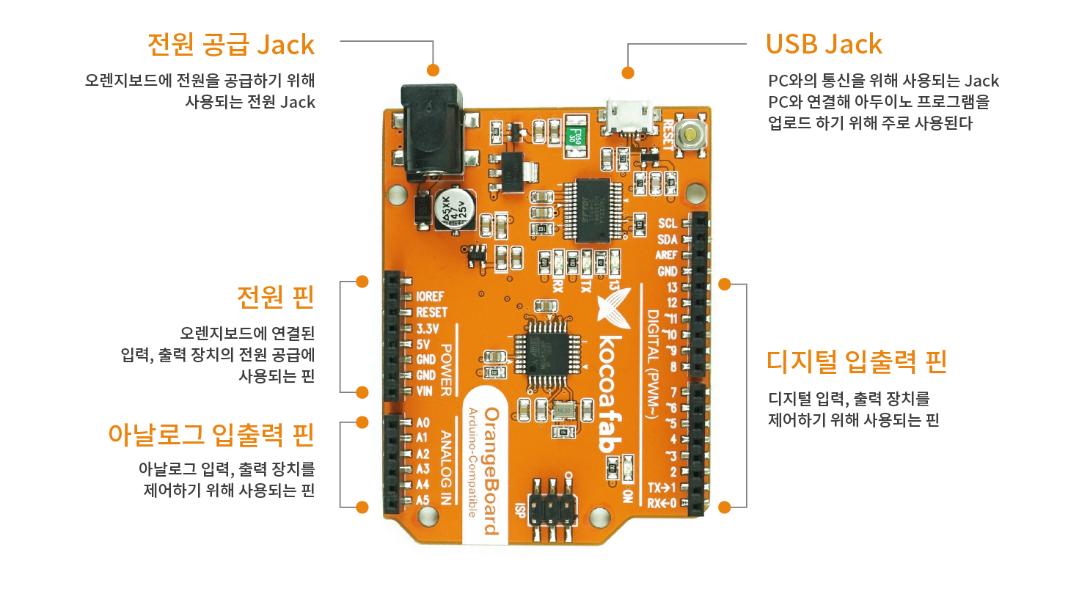 전원 공급 Jack
오렌지보드에 전원을 공급하기 위해
사용되는 전원 Jack
USB Jack
PC와의 통신을 위해 사용되는 Jack
PC와 연결해 아두이노 프로그램을
업로드 하기 위해 주로 사용된다
전원 핀
오렌지보드에 연결된
입력, 출력 장치의 전원 공급에
사용되는 핀
아날로그 입출력 핀
아날로그 입력, 출력 장치를
제어하기 위해 사용되는 핀
디지털 입출력 핀
디지털 입력, 출력 장치를
제어하기 위해 사용되는 핀
RESET
65XK
47
25V
SCL
SDA
AREF
GND
13
12
~11
~10
~9
8
7
~6
~5
4
~3
2
TX→1
RX←0
RX
TX
13
IOREF
RESET
3.3V
5V
GND
GND
VIN
POWER
A0
A1
A2
A3
A4
A5
ANALOG IN
DIGITAL (PWM~)
kocoafab
OrangeBoard
Arduino-Compatible
ISP
ON